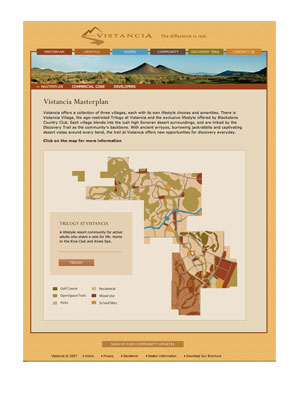 VISTANCIA The difference is real.
MASTERPLAN LIFESTYLE HOMES COMMUNITY DISCOVERY TRAIL CONTACT US
MASTERPLAN COMMERCIAL CORE DEVELOPERS
Vistancia Masterplan
Vistancia offers a collection of three villages, each with its own lifestyle choices and amenities. There is
Vistancia Village, the age-restricted Trilogy at Vistancia and the exclusive lifestyle offered by Blackstone
Country Club. Each village blends into the lush high Sonoran desert surroundings, and are linked by the
Discovery Trail as the community's backbone. With ancient arroyos, burrowing jackrabbits and captivating
desert vistas around every bend, the trail at Vistancia offers new opportunities for discovery everyday.
Click on the map for more information
TRILOGY AT VISTANCIA
A lifestyle resort community for active
adults who share a zest for life. Home
to the Kiva Club and Alvea Spa.
TRILOGY
Golf Course Residential
Open Space/Trails Mixed Use
Parks School Sites
SIGN UP FOR COMMUNITY UPDATES
Vistancia © 2007 Home Privacy Disclaimer Realtor Information Download Our Brochure